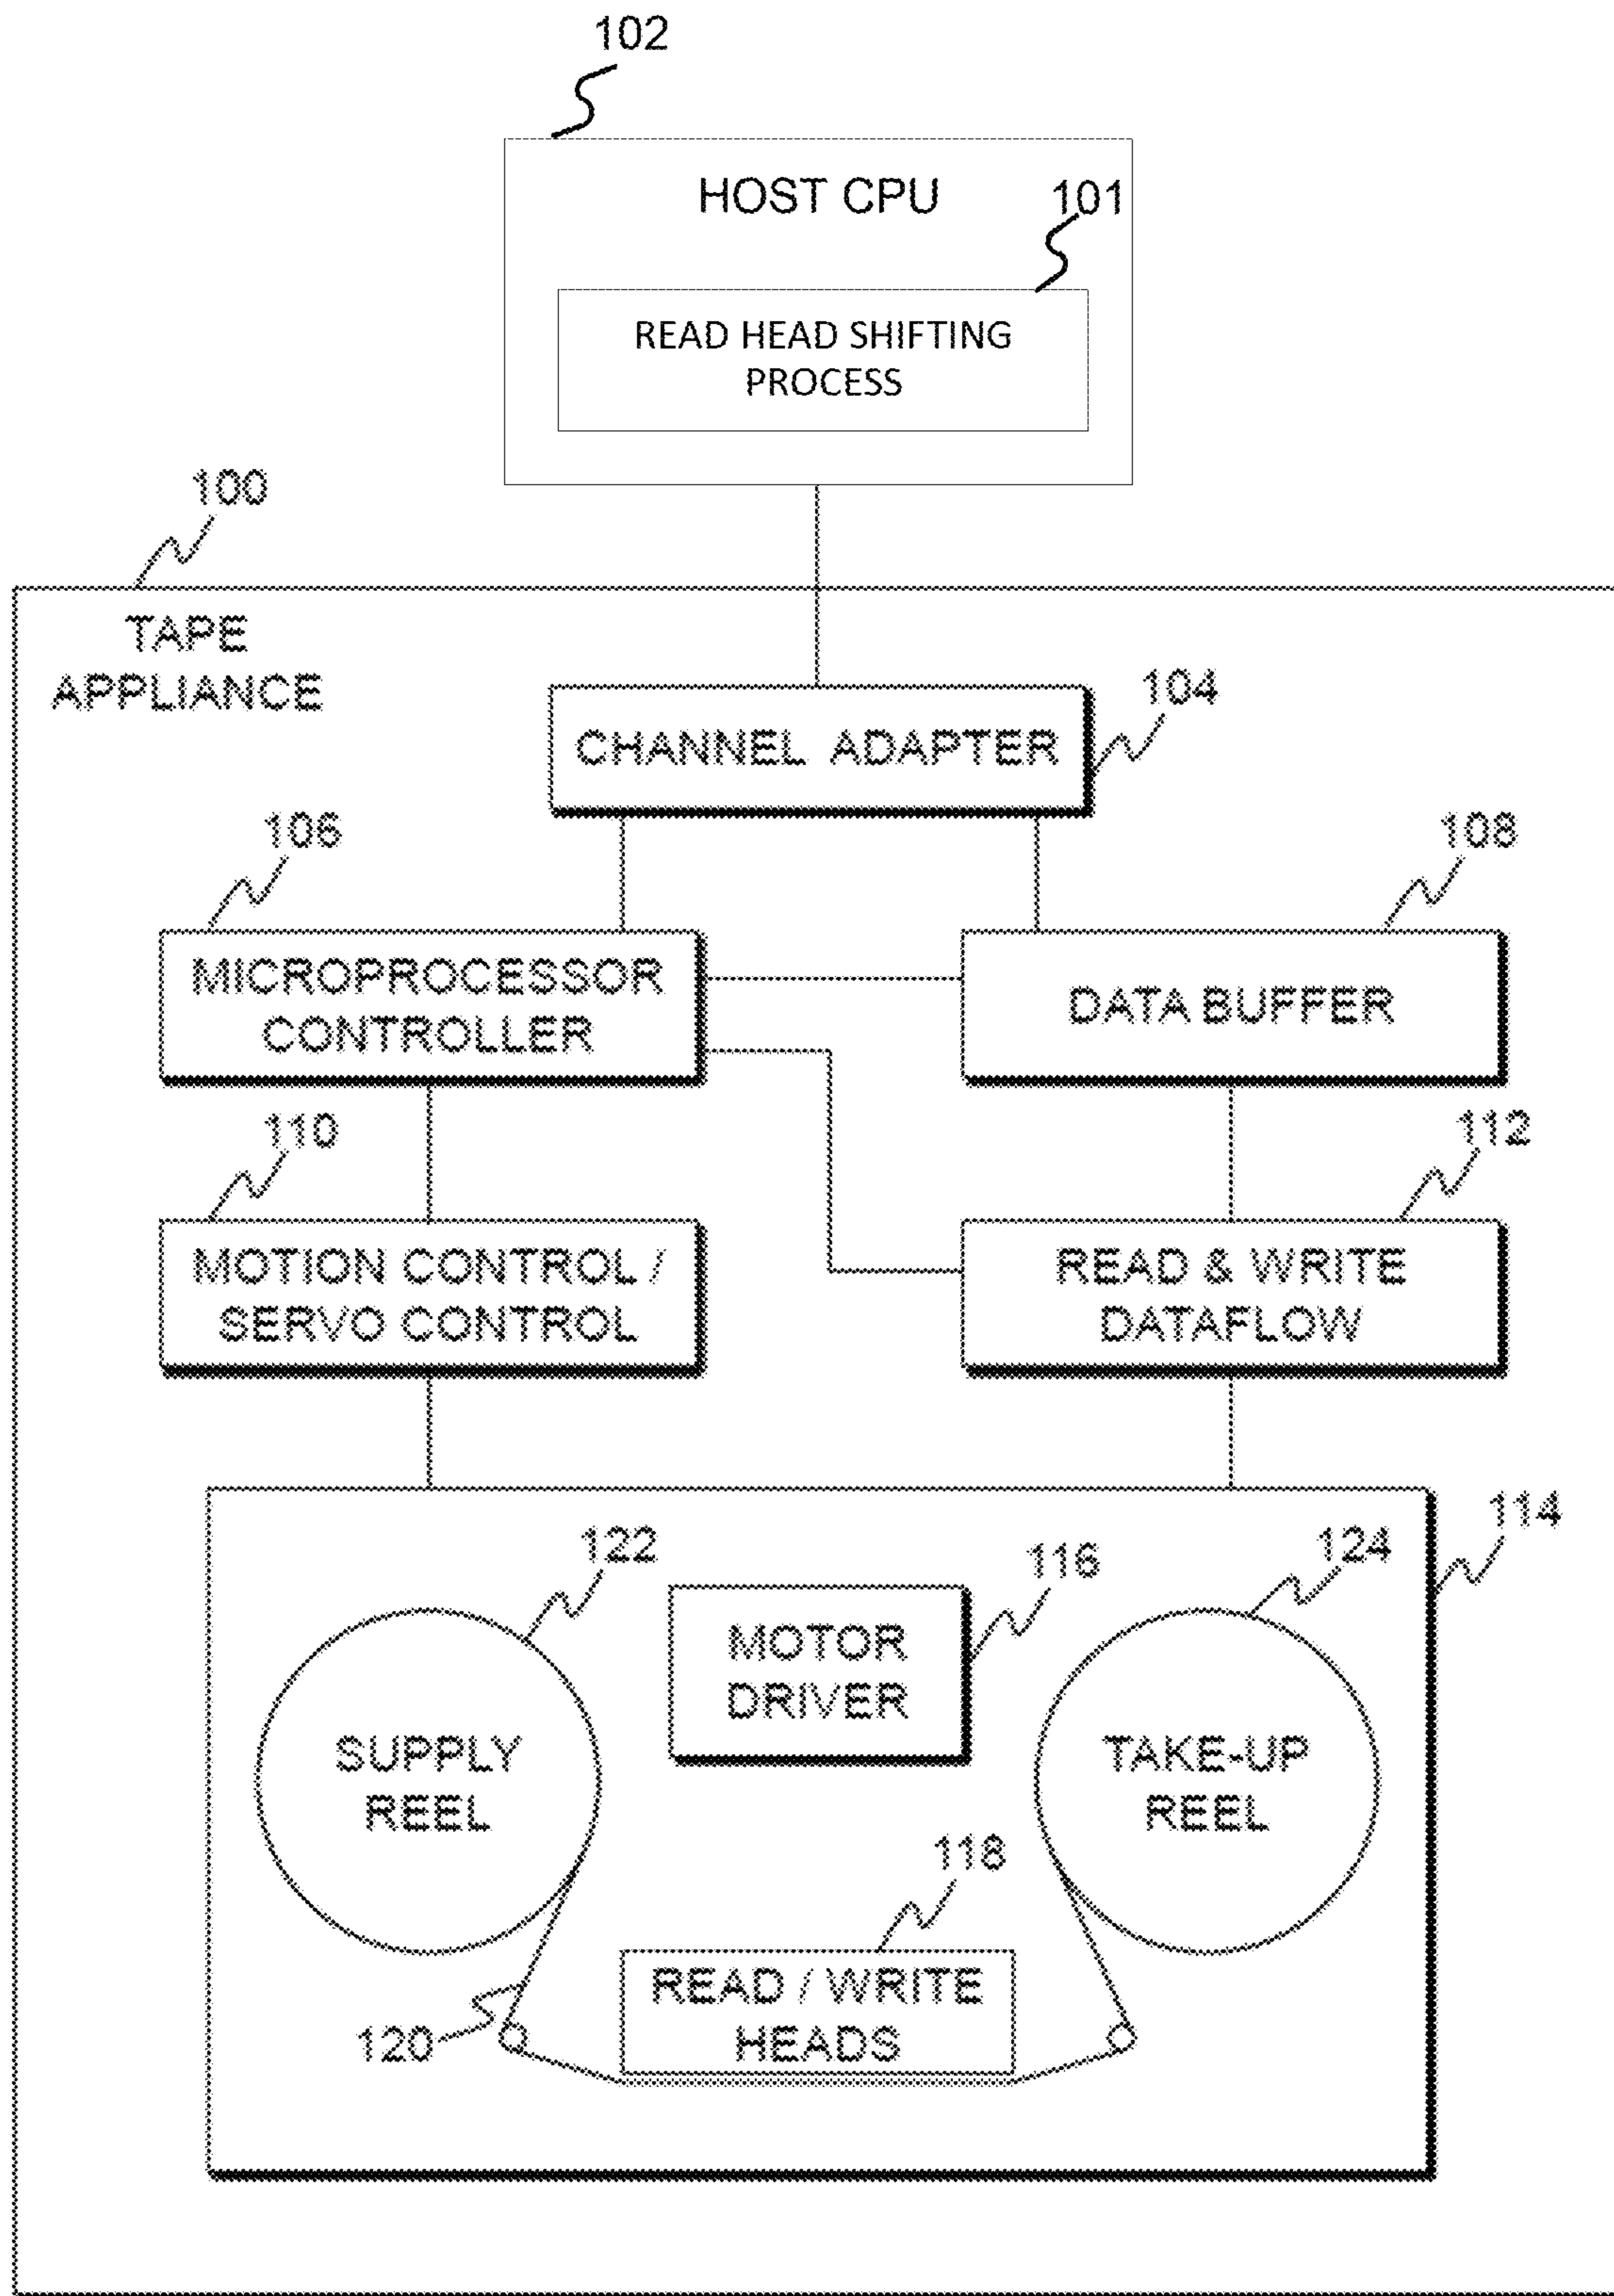 102
HOST CPU
101
READ HEAD SHIFTING
PROCESS
100
TAPE
APPLIANCE
104
CHANNEL ADAPTER
106
108
MICROPROCESSOR
CONTROLLER
DATA BUFFER
110
112
MOTION CONTROL /
SERVO CONTROL
READ & WRITE
DATAFLOW
114
122
116
124
MOTOR
DRIVER
SUPPLY
REEL
TAKE-UP
REEL
118
READ / WRITE
HEADS
120